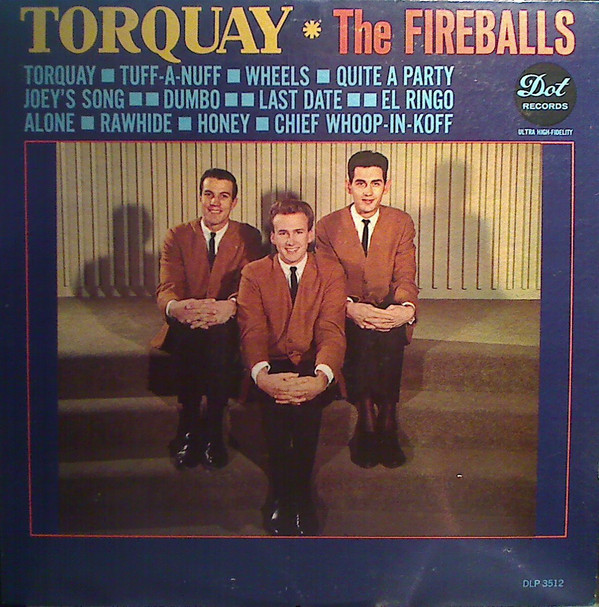 TORQUAY * The FIREBALLS
TORQUAY ■ TUFF-A-NUFF ■ WHEELS ■ QUITE A PARTY
JOEY'S SONG ■ ■ DUMBO ■ ■ LAST DATE ■ ■ EL RINGO
ALONE ■ RAWHIDE ■ HONEY ■ CHIEF WHOOP-IN-KOFF
Dot
RECORDS
ULTRA HIGH-FIDELITY
DLP 3512